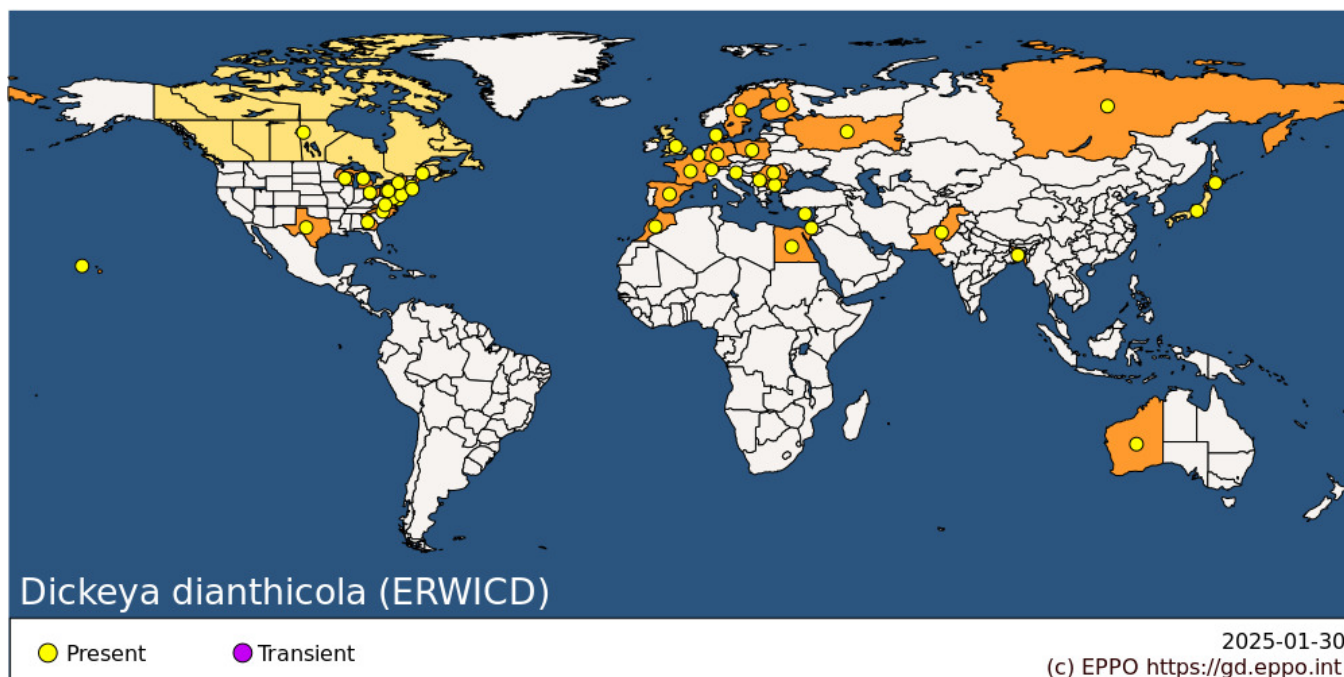 Dickeya dianthicola (ERWICD)
Present
Transient
2025-01-30
(c) EPPO https://gd.eppo.int